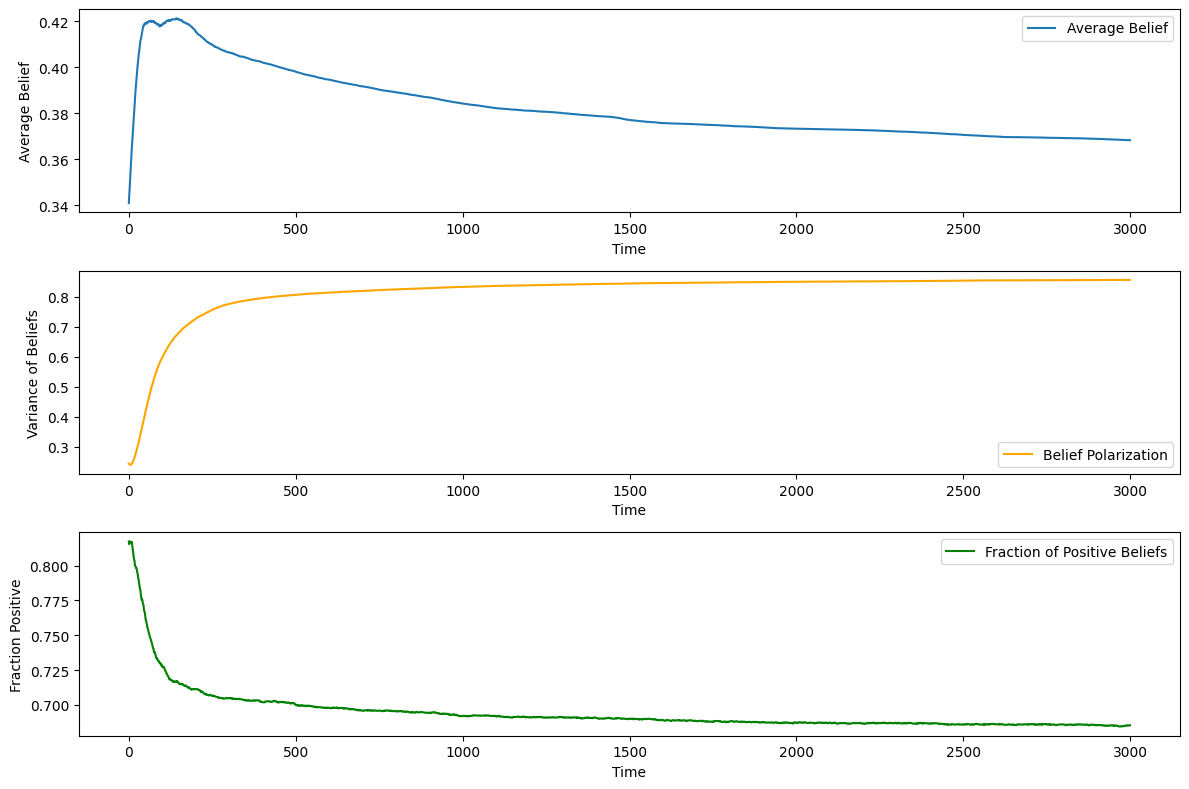 Average Belief
0.42
0.40
0.38
0.36
0.34
Average Belief
0 500 1000 1500 2000 2500 3000
Time
Variance of Beliefs
0.8
0.7
0.6
0.5
0.4
0.3
Belief Polarization
0 500 1000 1500 2000 2500 3000
Time
Fraction Positive
0.800
0.775
0.750
0.725
0.700
Fraction of Positive Beliefs
0 500 1000 1500 2000 2500 3000
Time